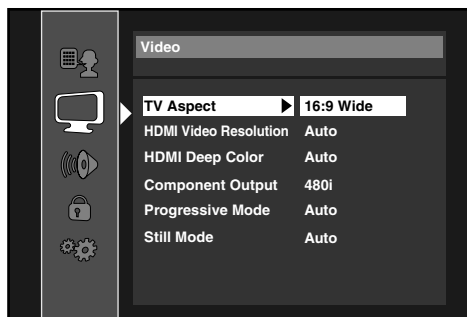 Video
TV Aspect 16:9 Wide
HDMI Video Resolution Auto
HDMI Deep Color Auto
Component Output 480i
Progressive Mode Auto
Still Mode Auto